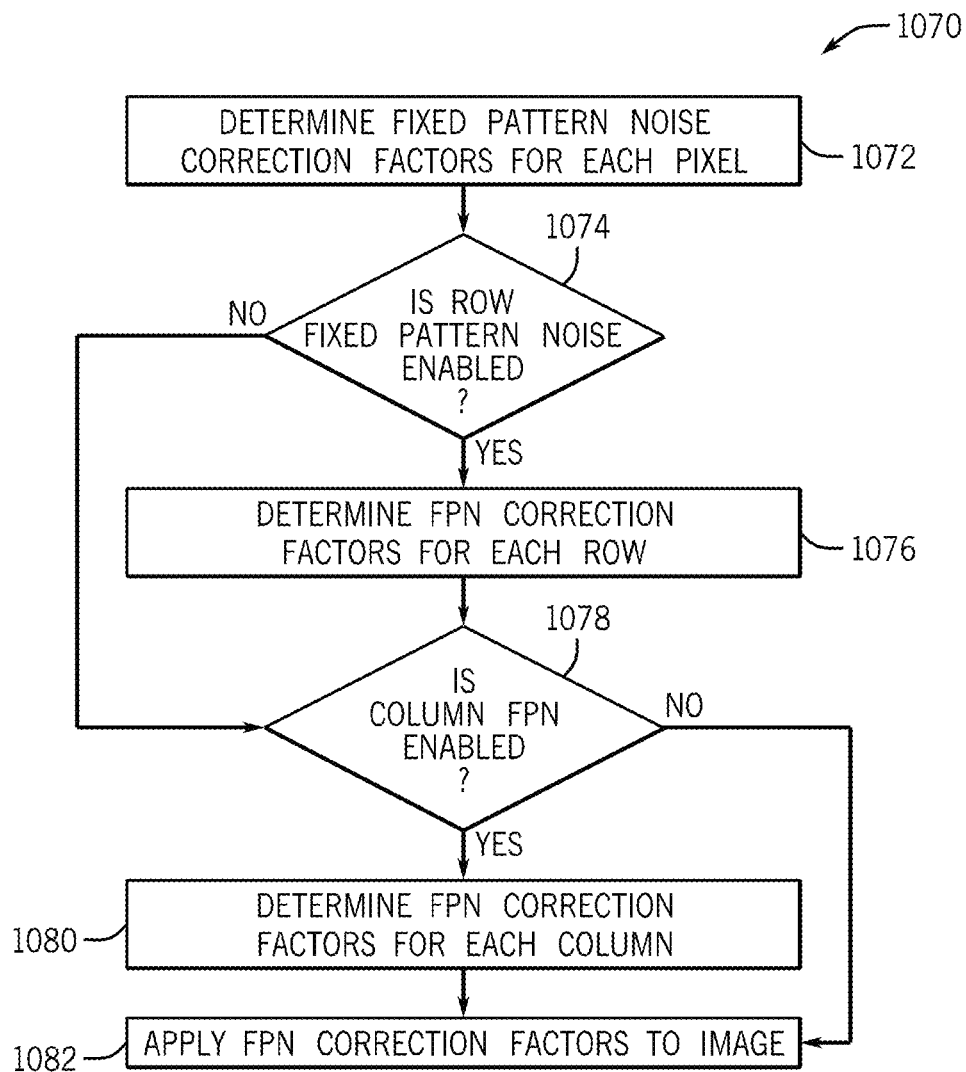 1070
DETERMINE FIXED PATTERN NOISE
CORRECTION FACTORS FOR EACH PIXEL
1072
1074
IS ROW
FIXED PATTERN NOISE
ENABLED
?
NO
YES
DETERMINE FPN CORRECTION
FACTORS FOR EACH ROW
1076
1078
IS
COLUMN FPN
ENABLED
?
NO
YES
DETERMINE FPN CORRECTION
FACTORS FOR EACH COLUMN
1080
APPLY FPN CORRECTION FACTORS TO IMAGE
1082